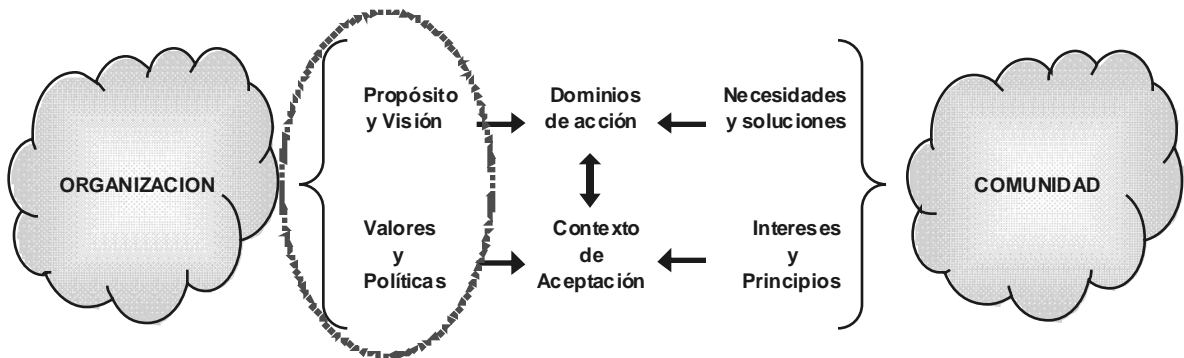 ORGANIZACION
Propósito
y Visión
Dominios
de acción
Necesidades
y soluciones
Valores
y
Políticas
Contexto
de
Aceptación
Intereses
y
Principios
COMUNIDAD